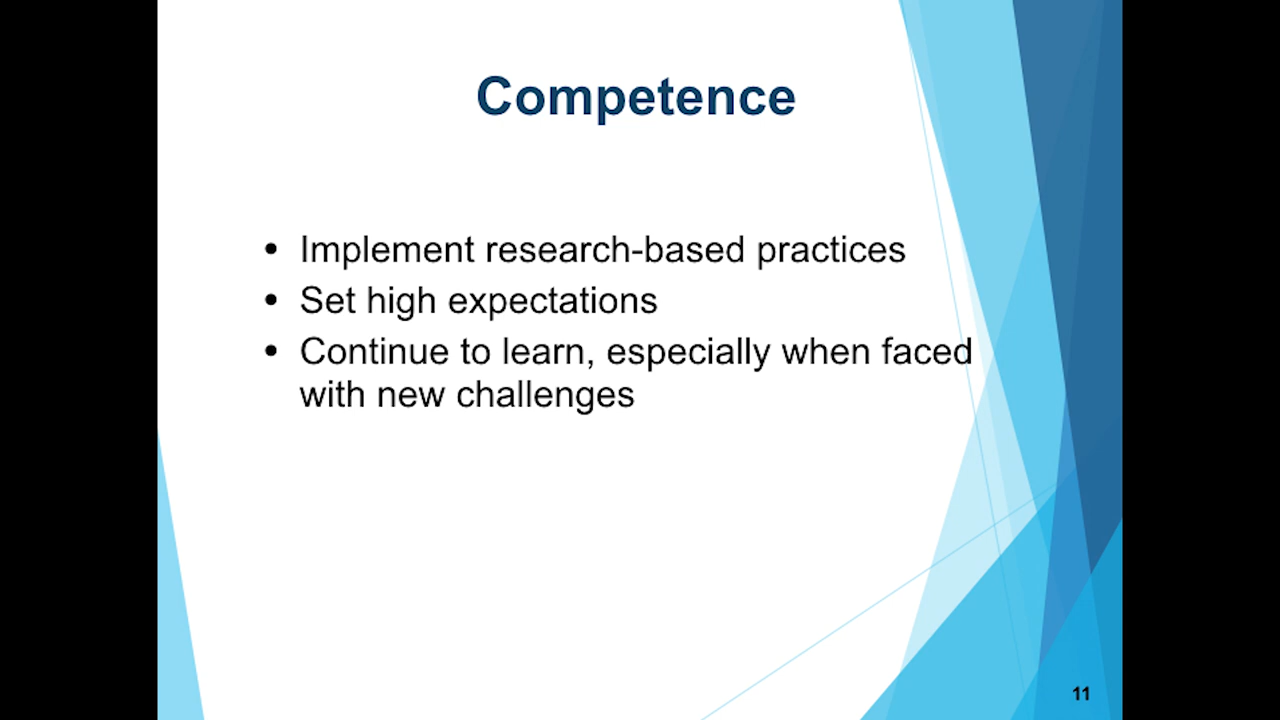 Competence
• Implement research-based practices
• Set high expectations
• Continue to learn, especially when faced
with new challenges
11